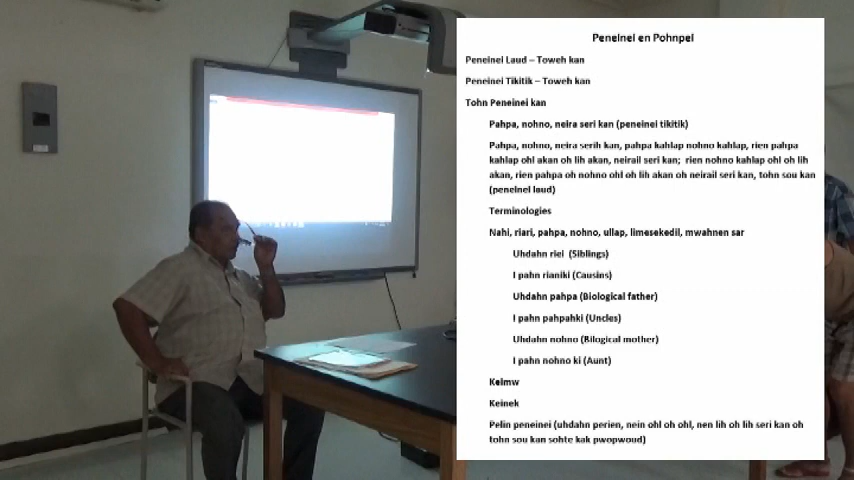 Peneinei en Pohnpei
Peneinei Laud – Toweh kan
Peneinei Tikitik – Toweh kan
Tohn Peneinei kan
Pahpa, nohno, neira seri kan (peneinei tikitik)
Pahpa, nohno, neira serih kan, pahpa kahlap nohno kahlap, rien pahpa
kahlap ohl akan oh lih akan, neirail seri kan; rien nohno kahlap ohl oh lih
akan, rien pahpa oh nohno ohl oh lih akan oh neirail seri kan, tohn sou kan
(peneinei laud)
Terminologies
Nahi, riari, pahpa, nohno, ullap, limesekedil, mwahnen sar
Uhdahn riei (Siblings)
I pahn rianiki (Causins)
Uhdahn pahpa (Biological father)
I pahn pahpahki (Uncles)
Uhdahn nohno (Bilogical mother)
I pahn nohno ki (Aunt)
Keimw
Keinek
Pelin peneinei (uhdahn perien, nein ohl oh ohl, nen lih oh lih seri kan oh
tohn sou kan sohte kak pwopwoud)